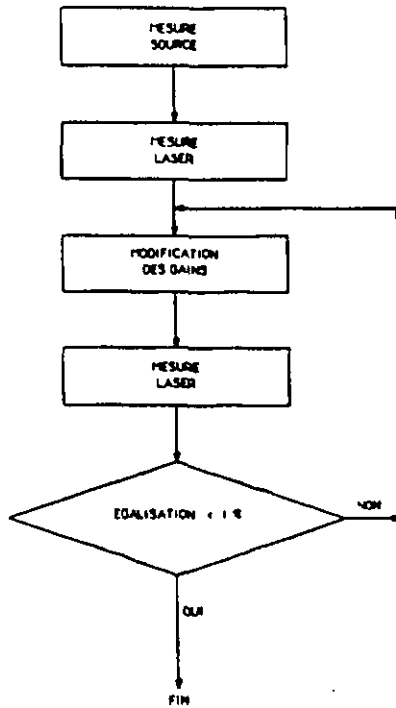 MESURE
SOURCE
MESURE
LASER
MODIFICATION
DES GAINS
MESURE
LASER
EGALISATION < 1 %
NON
OUI
FIN